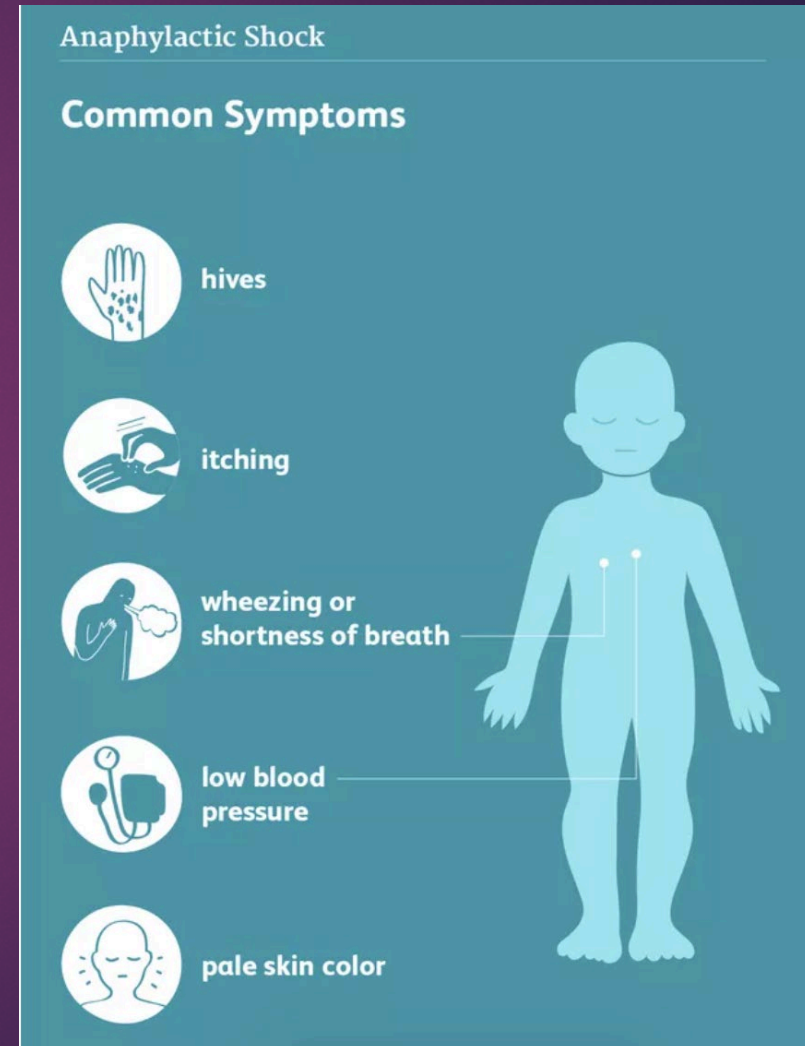 Anaphylactic Shock
Common Symptoms
hives
itching
wheezing or
shortness of breath
low blood
pressure
pale skin color